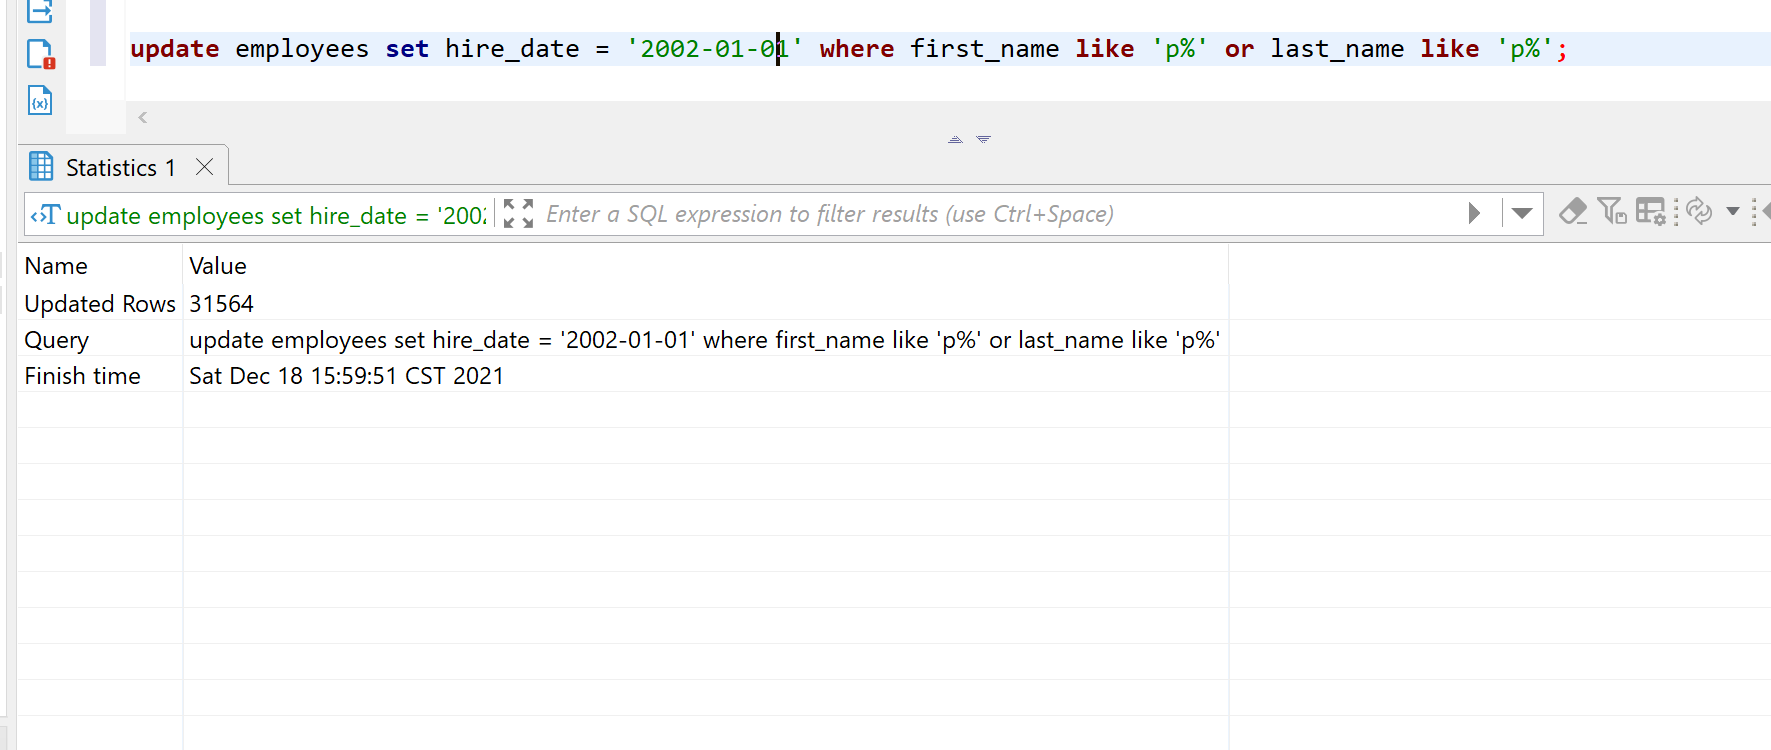 update employees set hire_date = '2002-01-01' where first_name like 'p%' or last_name like 'p%';
Statistics 1
update employees set hire_date = '2002
Enter a SQL expression to filter results (use Ctrl+Space)
Name Value
Updated Rows 31564
Query update employees set hire_date = '2002-01-01' where first_name like 'p%' or last_name like 'p%'
Finish time Sat Dec 18 15:59:51 CST 2021